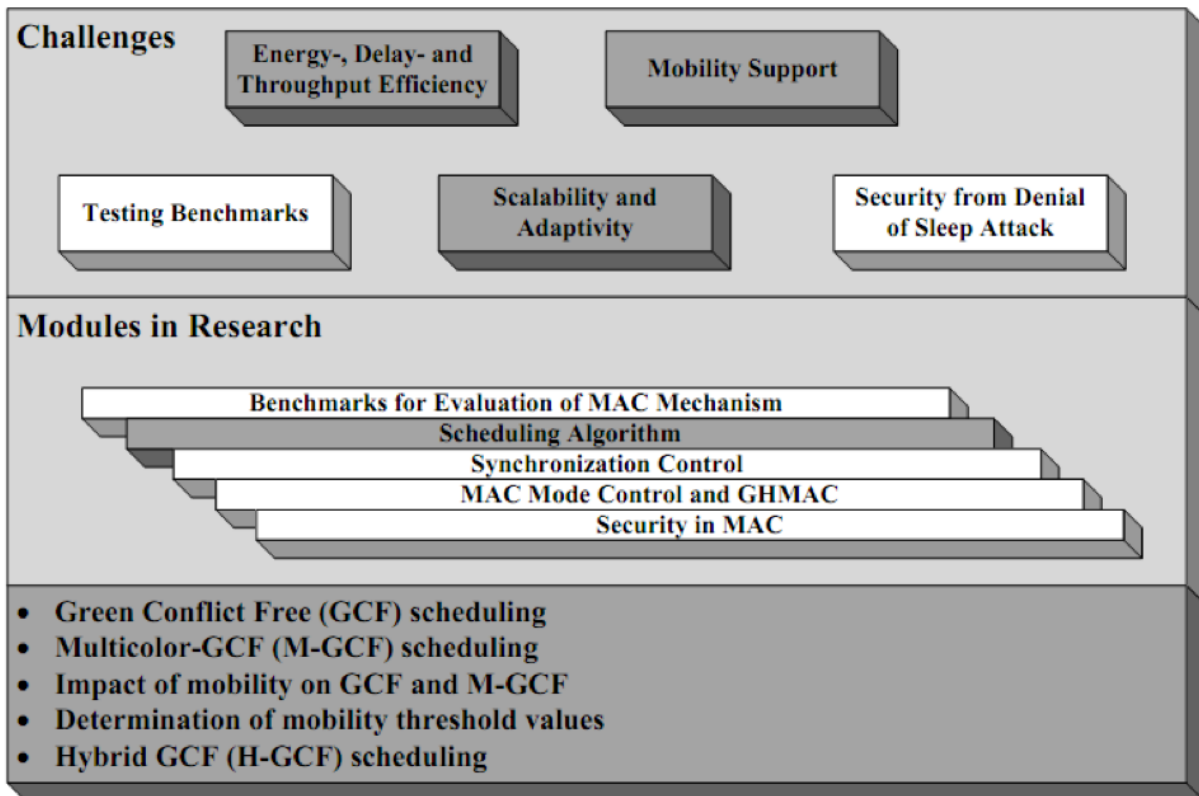 Challenges
Energy-, Delay- and
Throughput Efficiency
Mobility Support
Testing Benchmarks
Scalability and
Adaptivity
Security from Denial
of Sleep Attack
Modules in Research
Benchmarks for Evaluation of MAC Mechanism
Scheduling Algorithm
Synchronization Control
MAC Mode Control and GHMAC
Security in MAC
• Green Conflict Free (GCF) scheduling
• Multicolor-GCF (M-GCF) scheduling
• Impact of mobility on GCF and M-GCF
• Determination of mobility threshold values
• Hybrid GCF (H-GCF) scheduling